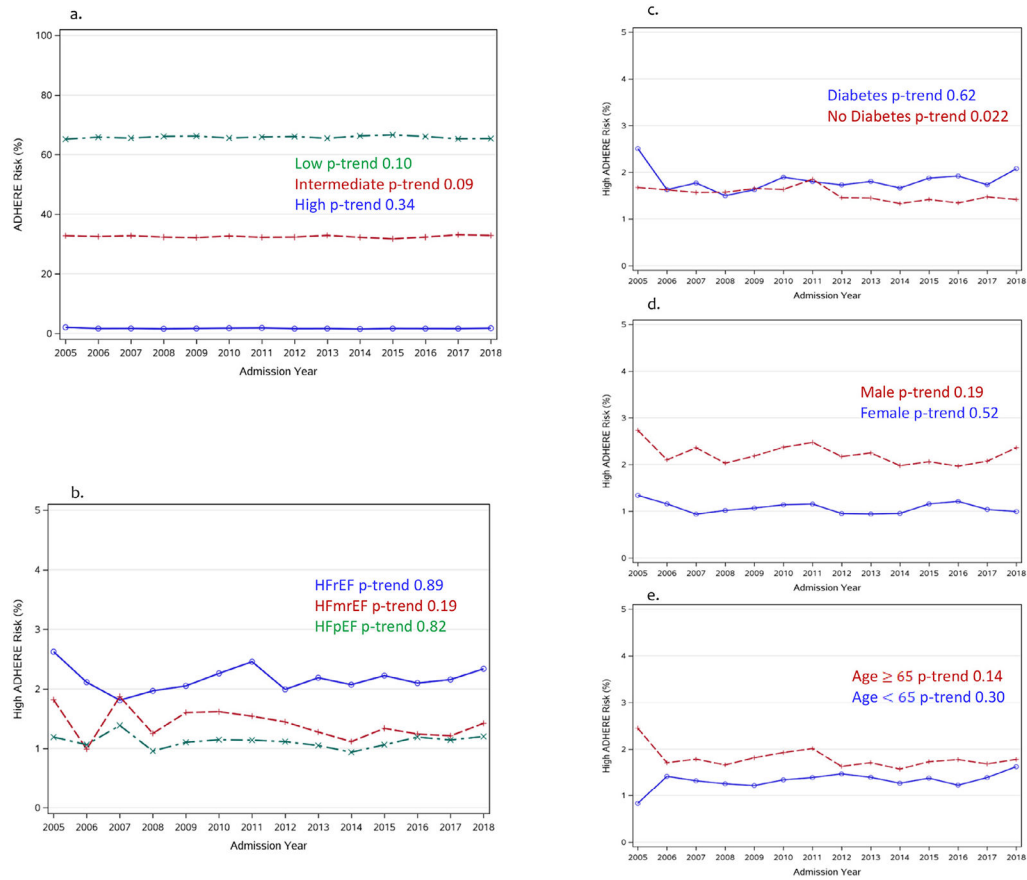 a.
100
80
60
40
20
0
ADHERE Risk (%)
Low p-trend 0.10
Intermediate p-trend 0.09
High p-trend 0.34
2005 2006 2007 2008 2009 2010 2011 2012 2013 2014 2015 2016 2017 2018
Admission Year
b.
5
4
3
2
1
0
High ADHERE Risk (%)
HFrEF p-trend 0.89
HFmrEF p-trend 0.19
HFpEF p-trend 0.82
2005 2006 2007 2008 2009 2010 2011 2012 2013 2014 2015 2016 2017 2018
Admission Year
c.
5
4
3
2
1
0
High ADHERE Risk (%)
Diabetes p-trend 0.62
No Diabetes p-trend 0.022
2005 2006 2007 2008 2009 2010 2011 2012 2013 2014 2015 2016 2017 2018
Admission Year
d.
5
4
3
2
1
0
High ADHERE Risk (%)
Male p-trend 0.19
Female p-trend 0.52
2005 2006 2007 2008 2009 2010 2011 2012 2013 2014 2015 2016 2017 2018
Admission Year
e.
5
4
3
2
1
0
High ADHERE Risk (%)
Age ≥ 65 p-trend 0.14
Age < 65 p-trend 0.30
2005 2006 2007 2008 2009 2010 2011 2012 2013 2014 2015 2016 2017 2018
Admission Year